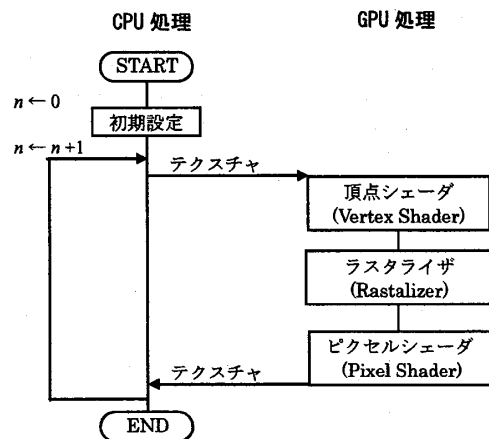 CPU 処理
GPU 処理
START
n ← 0
初期設定
n ← n +1
テクスチャ
頂点シェーダ
(Vertex Shader)
ラスタライザ
(Rastalizer)
ピクセルシェーダ
(Pixel Shader)
テクスチャ
END